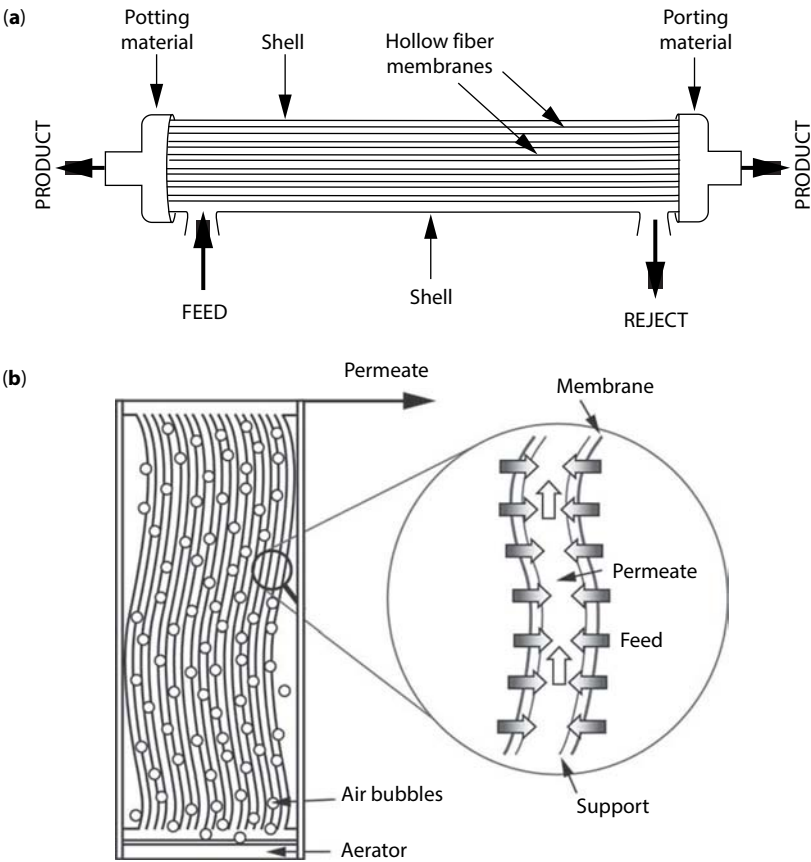 (a)
Potting
material
Shell
Hollow fiber
membranes
Porting
material
PRODUCT
PRODUCT
FEED
Shell
REJECT
(b)
Permeate
Membrane
Permeate
Feed
Air bubbles
Support
Aerator